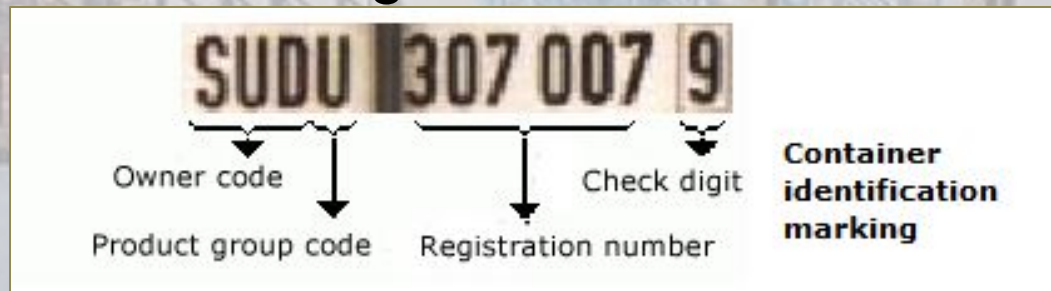 SUDU 307 007 9
Owner code
Check digit
Product group code
Registration number
Container
identification
marking